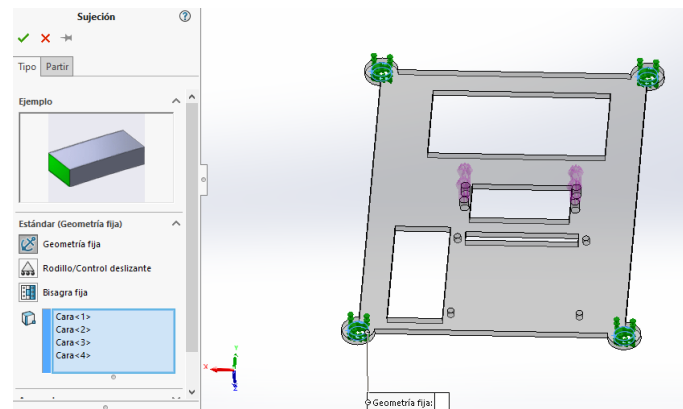 Sujeción
Tipo
Partir
Ejemplo
Estándar (Geometría fija)
Geometría fija
Rodillo/Control deslizante
Bisagra fija
Cara<1>
Cara<2>
Cara<3>
Cara<4>
Geometría fija: